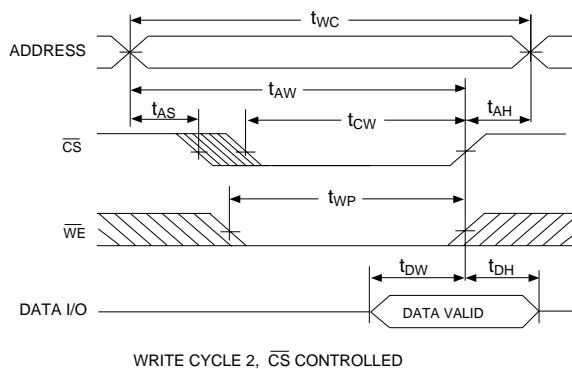 tWC
ADDRESS
tAW
tAS
tCW
tAH
CS
tWP
WE
tDW
tDH
DATA I/O
DATA VALID
WRITE CYCLE 2, CS CONTROLLED